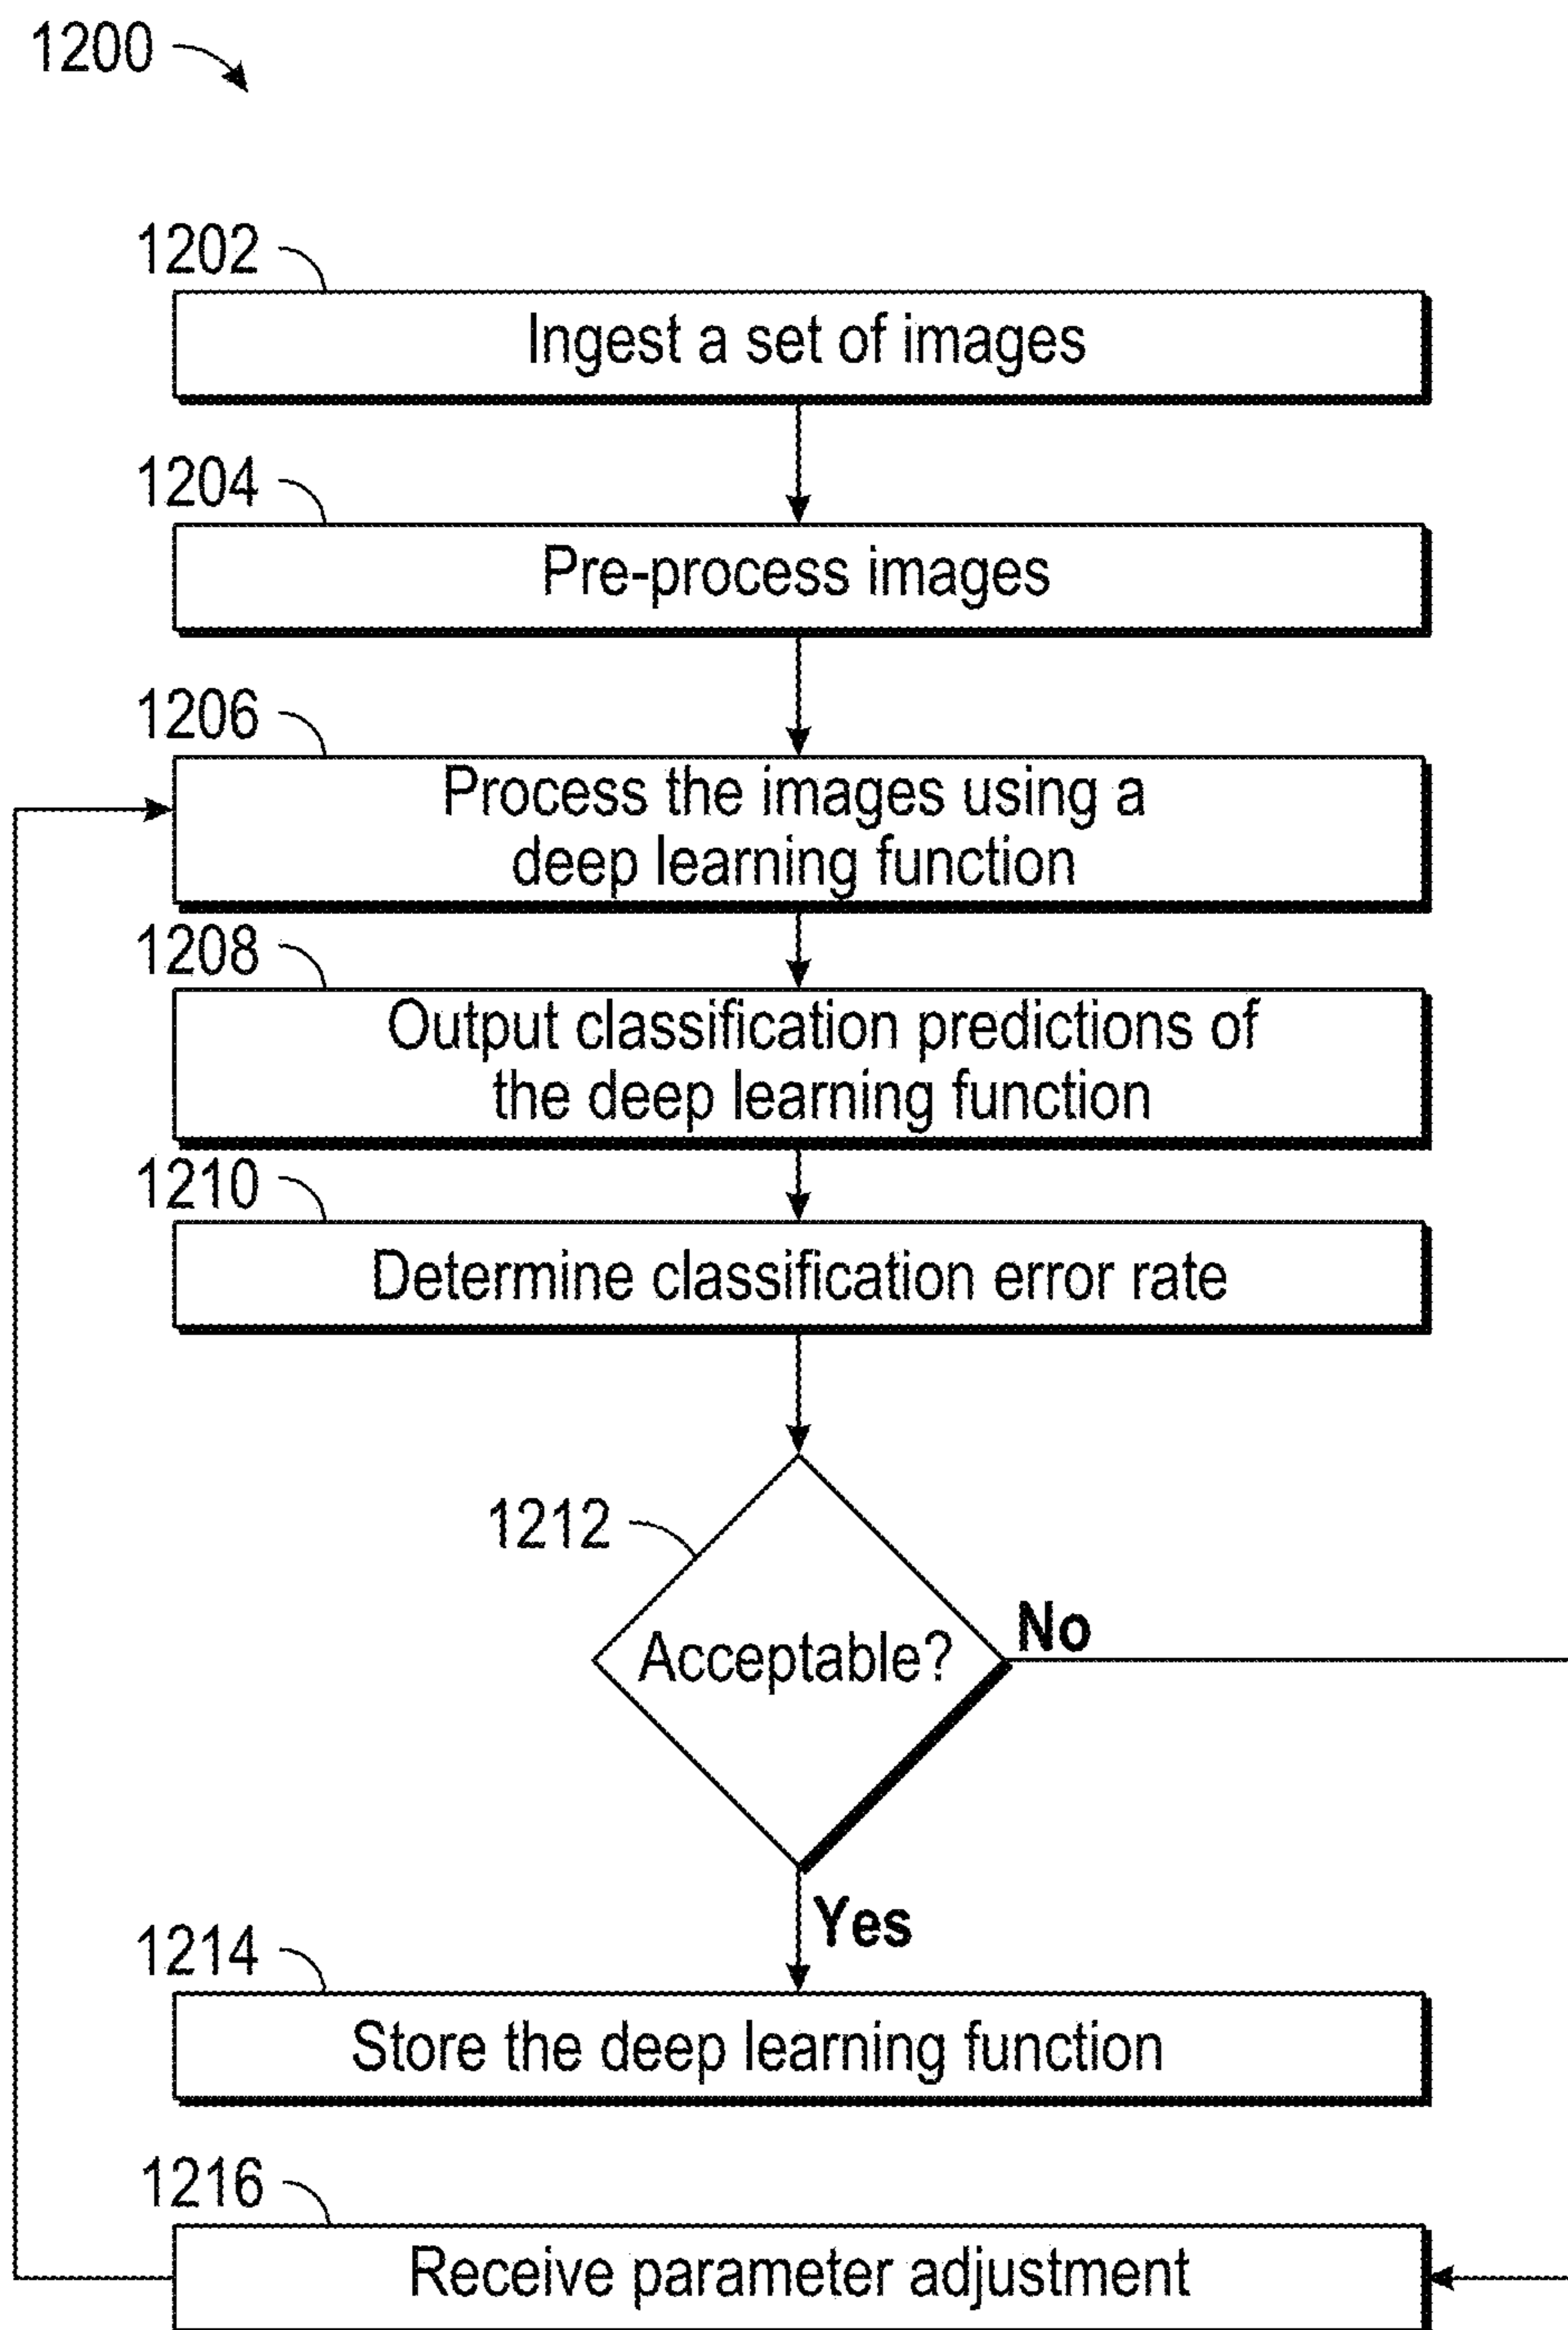 1200
1202
Ingest a set of images
1204
Pre-process images
1206
Process the images using a
deep learning function
1208
Output classification predictions of
the deep learning function
1210
Determine classification error rate
1212
Acceptable?
No
Yes
1214
Store the deep learning function
1216
Receive parameter adjustment